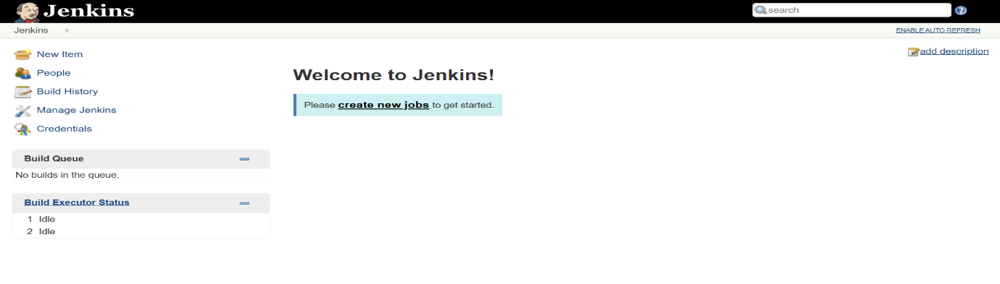 Jenkins
search
Jenkins
ENABLE AUTO REFRESH
New Item
People
Build History
Manage Jenkins
Credentials
Build Queue
No builds in the queue.
Build Executor Status
1 Idle
2 Idle
add description
Welcome to Jenkins!
Please create new jobs to get started.